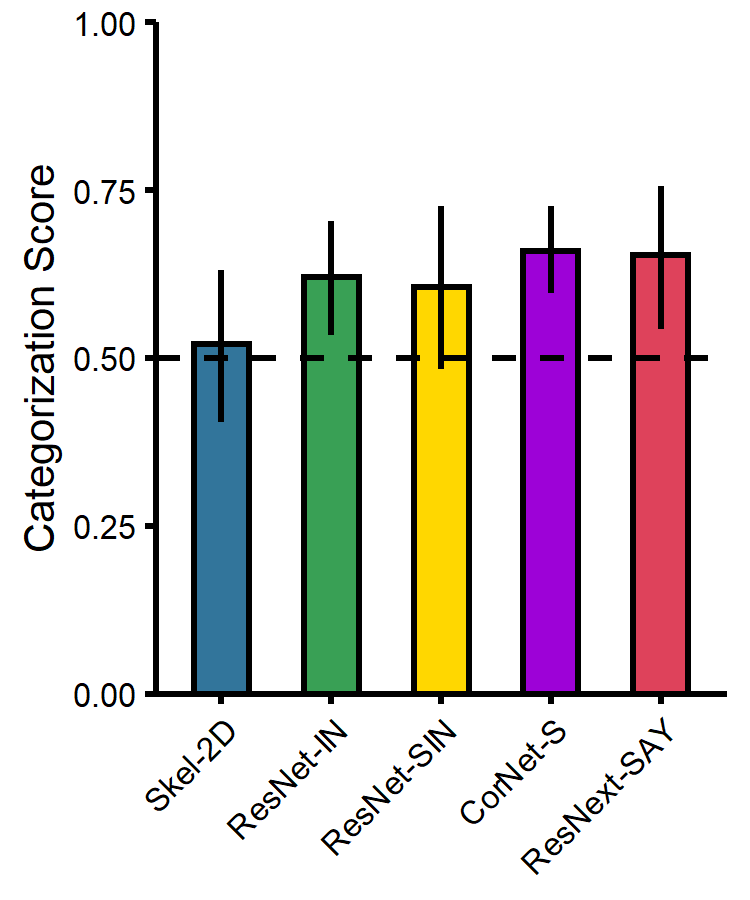 Categorization Score
1.00
0.75
0.50
0.25
0.00
Skel-2D
ResNet-IN
ResNet-SIN
CorNet-S
ResNext-SAY